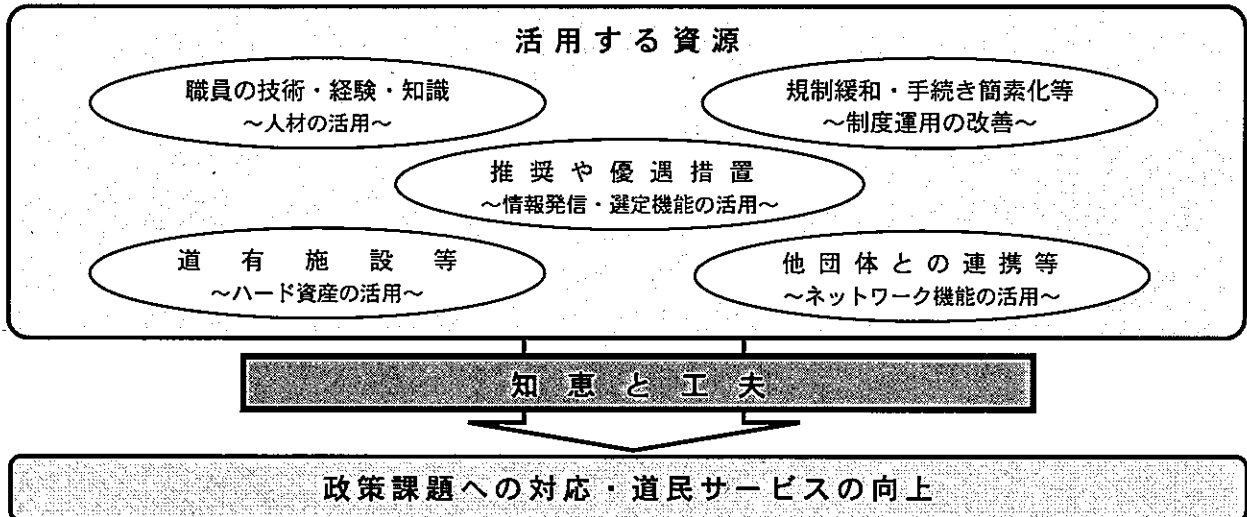 活用する資源
職員の技術・経験・知識
～人材の活用～
規制緩和・手続き簡素化等
～制度運用の改善～
推奨や優遇措置
～情報発信・選定機能の活用～
道有施設等
～ハード資産の活用～
他団体との連携等
～ネットワーク機能の活用～
知恵と工夫
政策課題への対応・道民サービスの向上